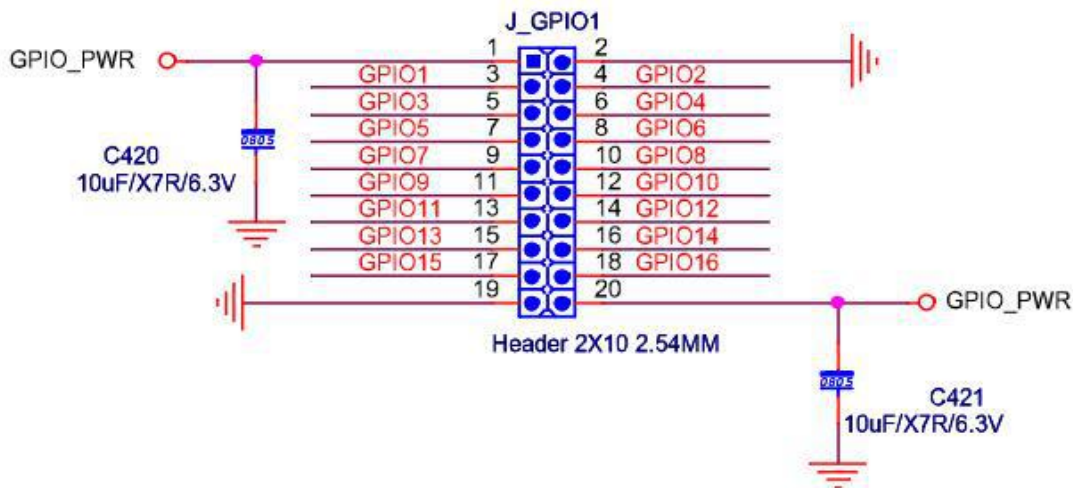 J_GPIO1
GPIO_PWR 1 2
GPIO1 3 4 GPIO2
GPIO3 5 6 GPIO4
GPIO5 7 8 GPIO6
0805
C420
10uF/X7R/6.3V
GPIO7 9 10 GPIO8
GPIO9 11 12 GPIO10
GPIO11 13 14 GPIO12
GPIO13 15 16 GPIO14
GPIO15 17 18 GPIO16
19 20 GPIO_PWR
Header 2X10 2.54MM
0805
C421
10uF/X7R/6.3V